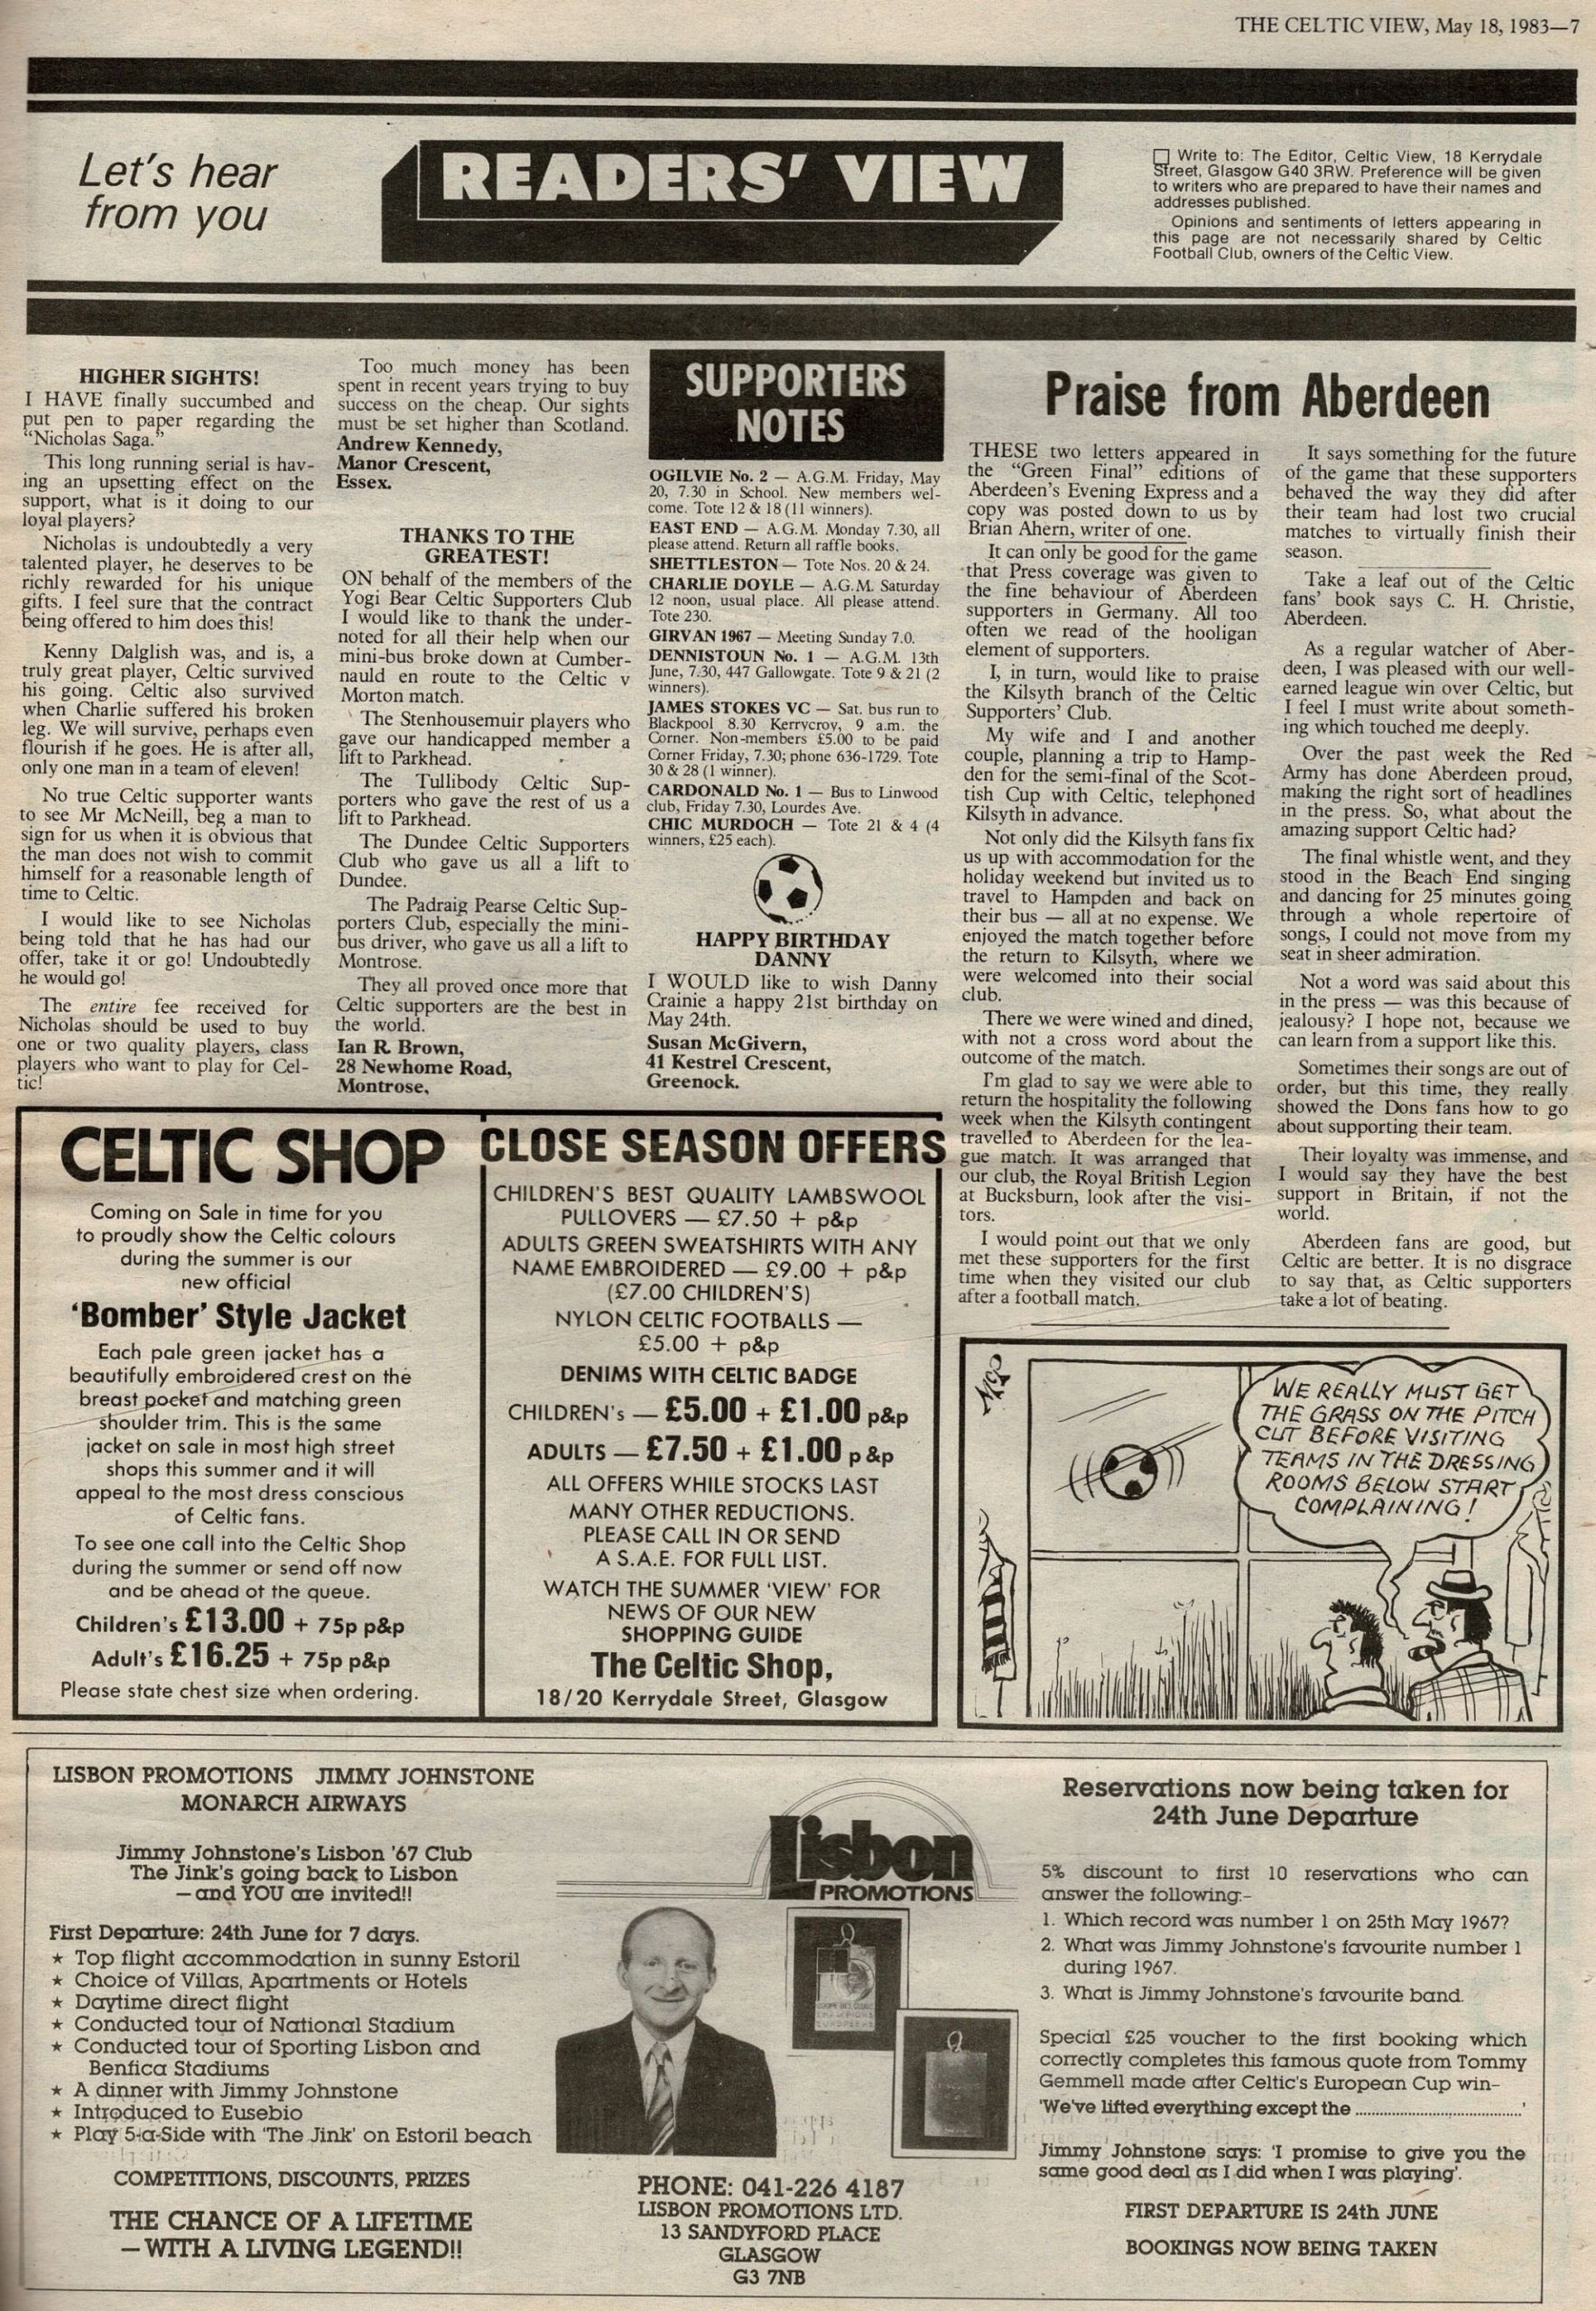 THE CELTIC VIEW, May 18, 1983—7
Let's hear
from you
READERS' VIEW
Write to: The Editor, Celtic View, 18 Kerrydale
Street, Glasgow G40 3RW. Preference will be given
to writers who are prepared to have their names and
addresses published.
Opinions and sentiments of letters appearing in
this page are not necessarily shared by Celtic
Football Club, owners of the Celtic View.
HIGHER SIGHTS!
I HAVE finally succumbed and
put pen to paper regarding the
“Nicholas Saga.”
This long running serial is hav-
ing an upsetting effect on the
support, what is it doing to our
loyal players?
Nicholas is undoubtedly a very
talented player, he deserves to be
richly rewarded for his unique
gifts. I feel sure that the contract
being offered to him does this!
Kenny Dalglish was, and is, a
truly great player, Celtic survived
his going. Celtic also survived
when Charlie suffered his broken
leg. We will survive, perhaps even
flourish if he goes. He is after all,
only one man in a team of eleven!
No true Celtic supporter wants
to see Mr McNeill, beg a man to
sign for us when it is obvious that
the man does not wish to commit
himself for a reasonable length of
time to Celtic.
I would like to see Nicholas
being told that he has had our
offer, take it or go! Undoubtedly
he would go!
The entire fee received for
Nicholas should be used to buy
one or two quality players, class
players who want to play for Cel-
tic!
Too much money has been
spent in recent years trying to buy
success on the cheap. Our sights
must be set higher than Scotland.
Andrew Kennedy,
Manor Crescent,
Essex.
THANKS TO THE
GREATEST!
ON behalf of the members of the
Yogi Bear Celtic Supporters Club
I would like to thank the under-
noted for all their help when our
mini-bus broke down at Cumber-
nauld en route to the Celtic v
Morton match.
The Stenhousemuir players who
gave our handicapped member a
lift to Parkhead.
The Tullibody Celtic Sup-
porters who gave the rest of us a
lift to Parkhead.
The Dundee Celtic Supporters
Club who gave us all a lift to
Dundee.
The Padraig Pearse Celtic Sup-
porters Club, especially the mini-
bus driver, who gave us all a lift to
Montrose.
They all proved once more that
Celtic supporters are the best in
the world.
Ian R. Brown,
28 Newhome Road,
Montrose,
SUPPORTERS
NOTES
OGILVIE No. 2 — A.G.M. Friday, May
20, 7.30 in School. New members wel-
come. Tote 12 & 18 (11 winners).
EAST END — A.G.M. Monday 7.30, all
please attend. Return all raffle books.
SHETTLESTON — Tote Nos. 20 & 24.
CHARLIE DOYLE — A.G.M. Saturday
12 noon, usual place. All please attend.
Tote 230.
GIRVAN 1967 — Meeting Sunday 7.0.
DENNISTOUN No. 1 — A.G.M. 13th
June, 7.30, 447 Gallowgate. Tote 9 & 21 (2
winners).
JAMES STOKES VC — Sat. bus run to
Blackpool 8.30 Kerrycroy, 9 a.m. the
Corner. Non-members £5.00 to be paid
Corner Friday, 7.30; phone 636-1729. Tote
30 & 28 (1 winner).
CARDONALD No. 1 — Bus to Linwood
club, Friday 7.30, Lourdes Ave.
CHIC MURDOCH — Tote 21 & 4 (4
winners, £25 each).
HAPPY BIRTHDAY
DANNY
I WOULD like to wish Danny
Crainie a happy 21st birthday on
May 24th.
Susan McGivern,
41 Kestrel Crescent,
Greenock.
Praise from Aberdeen
THESE two letters appeared in
the “Green Final” editions of
Aberdeen's Evening Express and a
copy was posted down to us by
Brian Ahern, writer of one.
It can only be good for the game
that Press coverage was given to
the fine behaviour of Aberdeen
supporters in Germany. All too
often we read of the hooligan
element of supporters.
I, in turn, would like to praise
the Kilsyth branch of the Celtic
Supporters' Club.
My wife and I and another
couple, planning a trip to Hamp-
den for the semi-final of the Scot-
tish Cup with Celtic, telephoned
Kilsyth in advance.
Not only did the Kilsyth fans fix
us up with accommodation for the
holiday weekend but invited us to
travel to Hampden and back on
their bus — all at no expense. We
enjoyed the match together before
the return to Kilsyth, where we
were welcomed into their social
club.
There we were wined and dined,
with not a cross word about the
outcome of the match.
I'm glad to say we were able to
return the hospitality the following
week when the Kilsyth contingent
travelled to Aberdeen for the lea-
gue match. It was arranged that
our club, the Royal British Legion
at Bucksburn, look after the visi-
tors.
I would point out that we only
met these supporters for the first
time when they visited our club
after a football match.
It says something for the future
of the game that these supporters
behaved the way they did after
their team had lost two crucial
matches to virtually finish their
season.
Take a leaf out of the Celtic
fans' book says C. H. Christie,
Aberdeen.
As a regular watcher of Aber-
deen, I was pleased with our well-
earned league win over Celtic, but
I feel I must write about someth-
ing which touched me deeply.
Over the past week the Red
Army has done Aberdeen proud,
making the right sort of headlines
in the press. So, what about the
amazing support Celtic had?
The final whistle went, and they
stood in the Beach End singing
and dancing for 25 minutes going
through a whole repertoire of
songs, I could not move from my
seat in sheer admiration.
Not a word was said about this
in the press — was this because of
jealousy? I hope not, because we
can learn from a support like this.
Sometimes their songs are out of
order, but this time, they really
showed the Dons fans how to go
about supporting their team.
Their loyalty was immense, and
I would say they have the best
support in Britain, if not the
world.
Aberdeen fans are good, but
Celtic are better. It is no disgrace
to say that, as Celtic supporters
take a lot of beating.
CELTIC SHOP
Coming on Sale in time for you
to proudly show the Celtic colours
during the summer is our
new official
‘Bomber’ Style Jacket
Each pale green jacket has a
beautifully embroidered crest on the
breast pocket and matching green
shoulder trim. This is the same
jacket on sale in most high street
shops this summer and it will
appeal to the most dress conscious
of Celtic fans.
To see one call into the Celtic Shop
during the summer or send off now
and be ahead of the queue.
Children's £13.00 + 75p p&p
Adult's £16.25 + 75p p&p
Please state chest size when ordering.
CLOSE SEASON OFFERS
CHILDREN'S BEST QUALITY LAMBSWOOL
PULLOVERS — £7.50 + p&p
ADULTS GREEN SWEATSHIRTS WITH ANY
NAME EMBROIDERED — £9.00 + p&p
(£7.00 CHILDREN'S)
NYLON CELTIC FOOTBALLS —
£5.00 + p&p
DENIMS WITH CELTIC BADGE
CHILDREN's — £5.00 + £1.00 p&p
ADULTS — £7.50 + £1.00 p&p
ALL OFFERS WHILE STOCKS LAST
MANY OTHER REDUCTIONS.
PLEASE CALL IN OR SEND
A S.A.E. FOR FULL LIST.
WATCH THE SUMMER ‘VIEW’ FOR
NEWS OF OUR NEW
SHOPPING GUIDE
The Celtic Shop,
18/20 Kerrydale Street, Glasgow
WE REALLY MUST GET
THE GRASS ON THE PITCH
CUT BEFORE VISITING
TEAMS IN THE DRESSING
ROOMS BELOW START
COMPLAINING!
LISBON PROMOTIONS JIMMY JOHNSTONE
MONARCH AIRWAYS
Jimmy Johnstone's Lisbon '67 Club
The Jink's going back to Lisbon
—and YOU are invited!!
First Departure: 24th June for 7 days.
★ Top flight accommodation in sunny Estoril
★ Choice of Villas, Apartments or Hotels
★ Daytime direct flight
★ Conducted tour of National Stadium
★ Conducted tour of Sporting Lisbon and
Benfica Stadiums
★ A dinner with Jimmy Johnstone
★ Introduced to Eusebio
★ Play 5-a-Side with ‘The Jink’ on Estoril beach
COMPETITIONS, DISCOUNTS, PRIZES
THE CHANCE OF A LIFETIME
—WITH A LIVING LEGEND!!
Lisbon
PROMOTIONS
PHONE: 041-226 4187
LISBON PROMOTIONS LTD.
13 SANDYFORD PLACE
GLASGOW
G3 7NB
Reservations now being taken for
24th June Departure
5% discount to first 10 reservations who can
answer the following:-
1. Which record was number 1 on 25th May 1967?
2. What was Jimmy Johnstone's favourite number 1
during 1967.
3. What is Jimmy Johnstone's favourite band.
Special £25 voucher to the first booking which
correctly completes this famous quote from Tommy
Gemmell made after Celtic's European Cup win–
‘We've lifted everything except the ........................................’
Jimmy Johnstone says: ‘I promise to give you the
same good deal as I did when I was playing’.
FIRST DEPARTURE IS 24th JUNE
BOOKINGS NOW BEING TAKEN